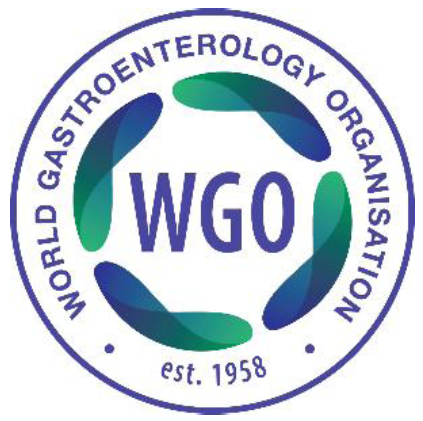 WORLD GASTROENTEROLOGY ORGANISATION
WGO
est. 1958